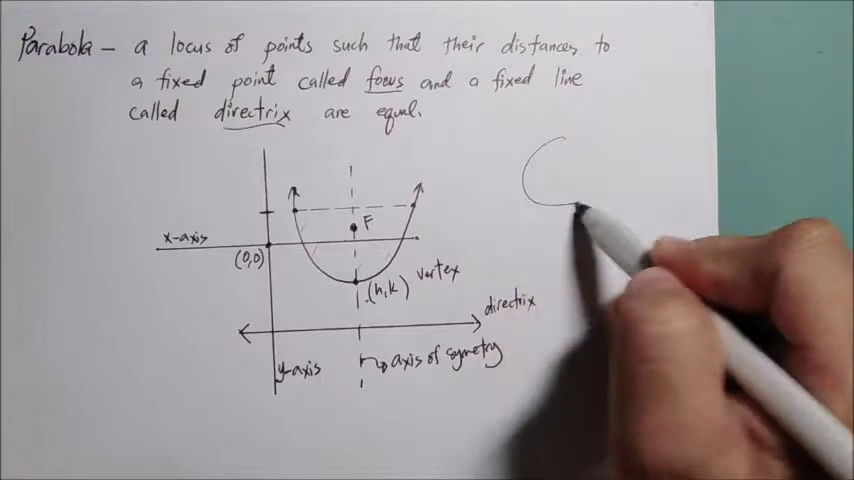 Parabola - a locus of points such that their distances to
a fixed point called focus and a fixed line
called directrix are equal.
F
x-axis
(0,0)
(h,k) vertex
directrix
axis of symetry
y-axis